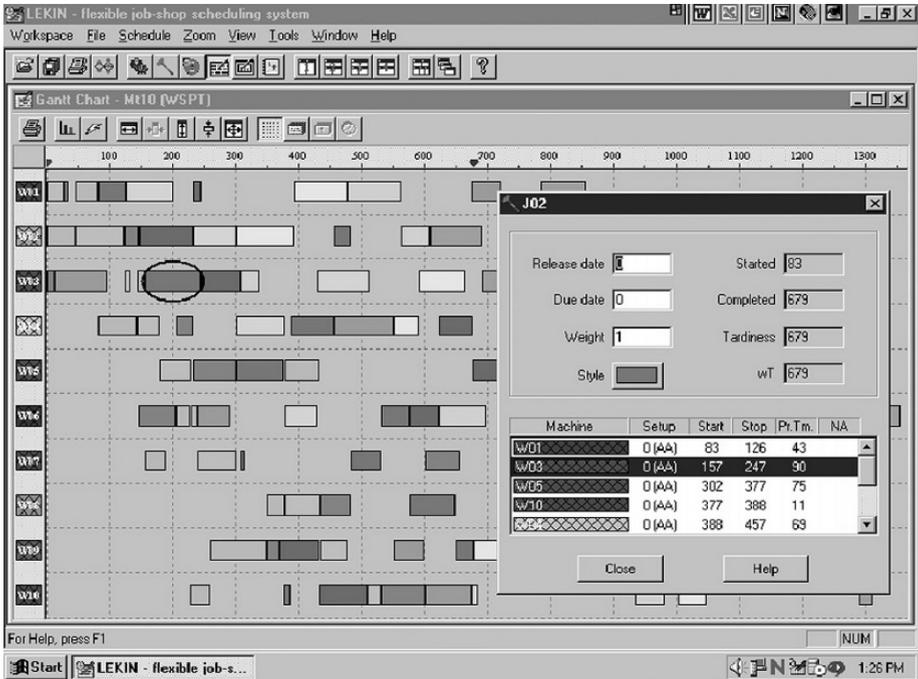 LEKIN - flexible job-shop scheduling system
Workspace File Schedule Zoom View Tools Window Help
Gantt Chart - Mt10 (WSPT)
100 200 300 400 500 600 700 800 900 1000 1100 1200 1300
W01
W03
W05
W06
W07
W09
W10
J02
Release date 0 Started 83
Due date 0 Completed 679
Weight 1 Tardiness 679
Style wT 679
Machine Setup Start Stop Pr.Tm. NA
W01 0 (AA) 83 126 43
W03 0 (AA) 157 247 90
W05 0 (AA) 302 377 75
W10 0 (AA) 377 388 11
0 (AA) 388 457 69
Close Help
For Help, press F1 NUM
Start LEKIN - flexible job-s... 1:26 PM